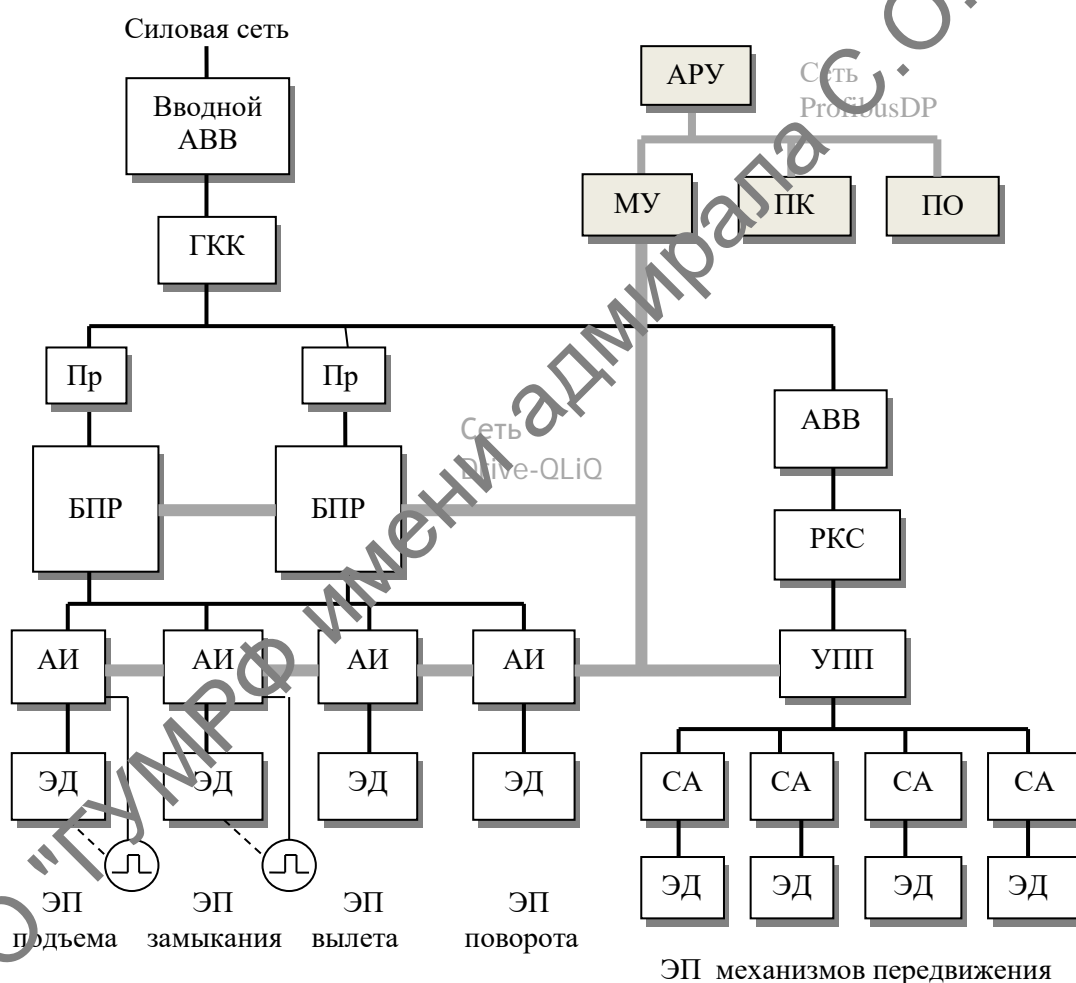 Силовая сеть
Вводной
АВВ
ГКК
АРУ
Сеть
ProfibusDP
МУ
ПК
ПО
Пр
Пр
АВВ
Сеть
Drive-QLiQ
БПР
БПР
РКС
АИ
АИ
АИ
АИ
УПП
ЭД
ЭД
ЭД
ЭД
СА
СА
СА
СА
ЭД
ЭД
ЭД
ЭД
ЭП
подъема
ЭП
замыкания
ЭП
вылета
ЭП
поворота
ЭП механизмов передвижения
О "ГУМРФ имени адмирала С.О.